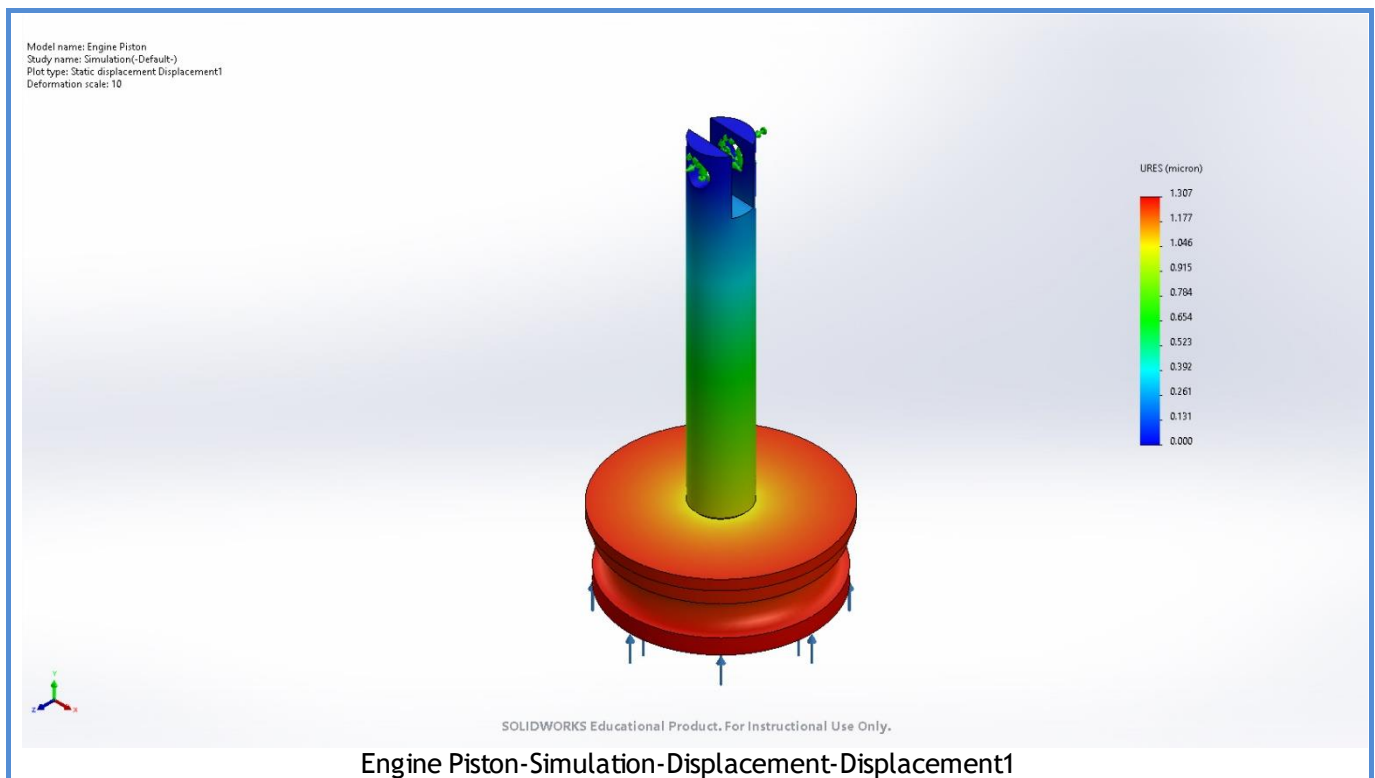 Model name: Engine Piston
Study name: Simulation(-Default-)
Plot type: Static displacement Displacement1
Deformation scale: 10
URES (micron)
1.307
1.177
1.046
0.915
0.784
0.654
0.523
0.392
0.261
0.131
0.000
Y
Z
X
SOLIDWORKS Educational Product. For Instructional Use Only.
Engine Piston-Simulation-Displacement-Displacement1